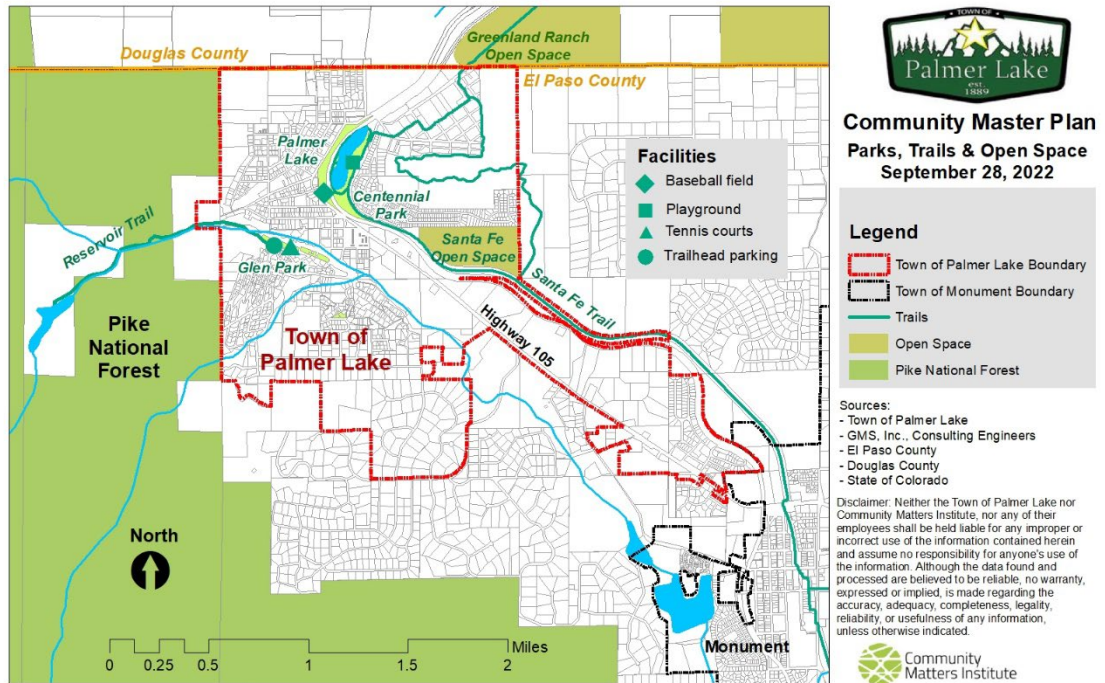 Douglas County
Greenland Ranch
Open Space
El Paso County
Palmer
Lake
Centennial
Park
Reservoir Trail
Glen Park
Santa Fe
Open Space
Santa Fe Trail
Highway 105
Pike
National
Forest
Town of
Palmer Lake
North
Monument
0 0.25 0.5 1 1.5 2
Miles
Facilities
Baseball field
Playground
Tennis courts
Trailhead parking
TOWN OF
Palmer Lake
est.
1889
Community Master Plan
Parks, Trails & Open Space
September 28, 2022
Legend
Town of Palmer Lake Boundary
Town of Monument Boundary
Trails
Open Space
Pike National Forest
Sources:
- Town of Palmer Lake
- GMS, Inc., Consulting Engineers
- El Paso County
- Douglas County
- State of Colorado
Disclaimer: Neither the Town of Palmer Lake nor
Community Matters Institute, nor any of their
employees shall be held liable for any improper or
incorrect use of the information contained herein
and assume no responsibility for anyone's use of
the information. Although the data found and
processed are believed to be reliable, no warranty,
expressed or implied, is made regarding the
accuracy, adequacy, completeness, legality,
reliability, or usefulness of any information,
unless otherwise indicated.
Community
Matters Institute